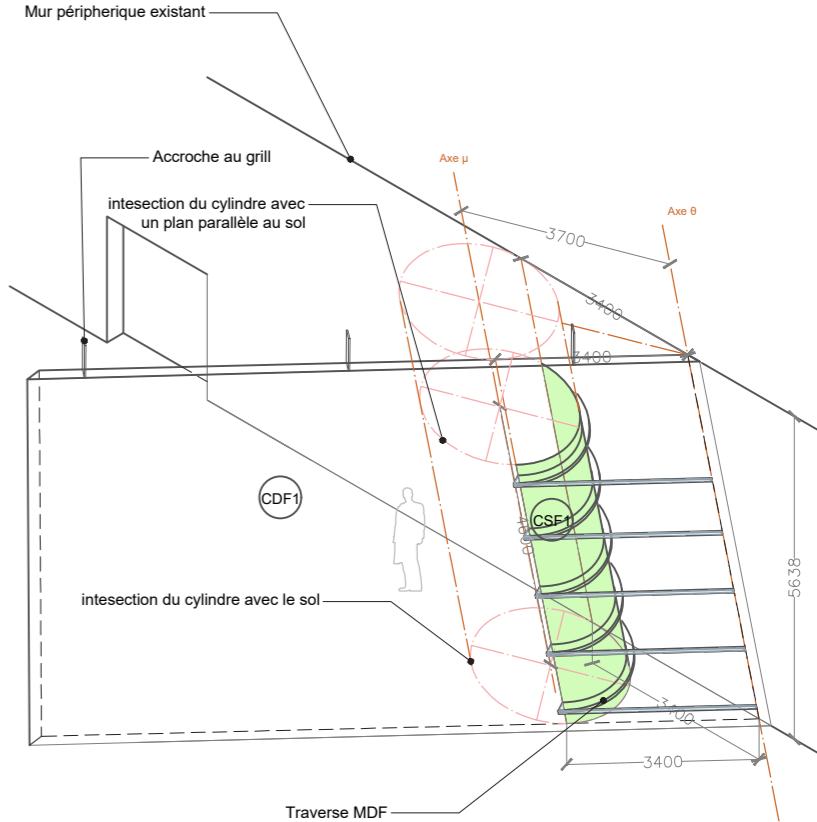 Mur péripherique existant
Accroche au grill
Axe µ
intesection du cylindre avec
un plan parallèle au sol
Axe θ
3700
3400
3400
CDF1
CSF1
5638
intesection du cylindre avec le sol
3400
3400
Traverse MDF